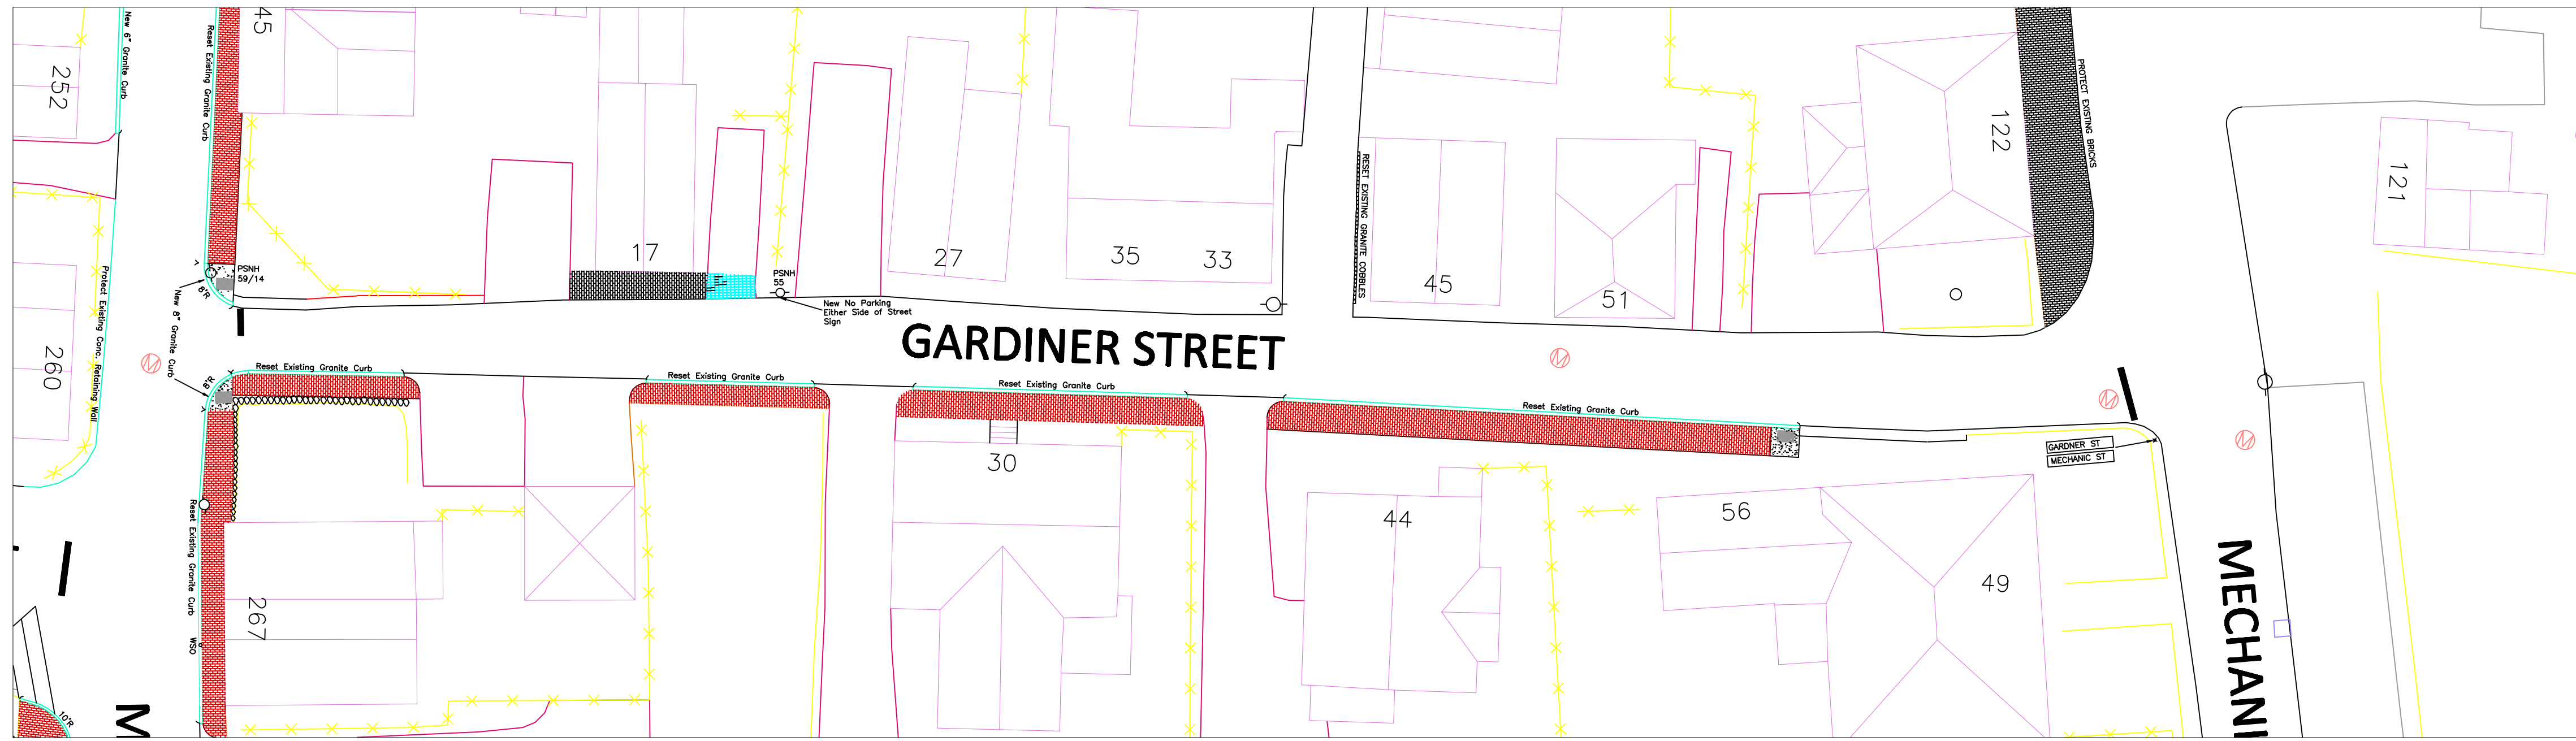 New 6" Granite Curb
252
Reset Existing Granite Curb
45
PROTECT EXISTING BRICKS
122
121
RESET EXISTING GRANITE COBBLES
17
27
35
33
45
51
PSNH
59/14
8'R
New 8" Granite Curb
PSNH
55
New No Parking
Either Side of Street
Sign
Protect Existing Conc. Retaining Wall
260
GARDINER STREET
8'R
Reset Existing Granite Curb
Reset Existing Granite Curb
Reset Existing Granite Curb
Reset Existing Granite Curb
GARDNER ST
MECHANIC ST
30
44
56
49
Reset Existing Granite Curb
WSO
267
10'R
M
MECHANI